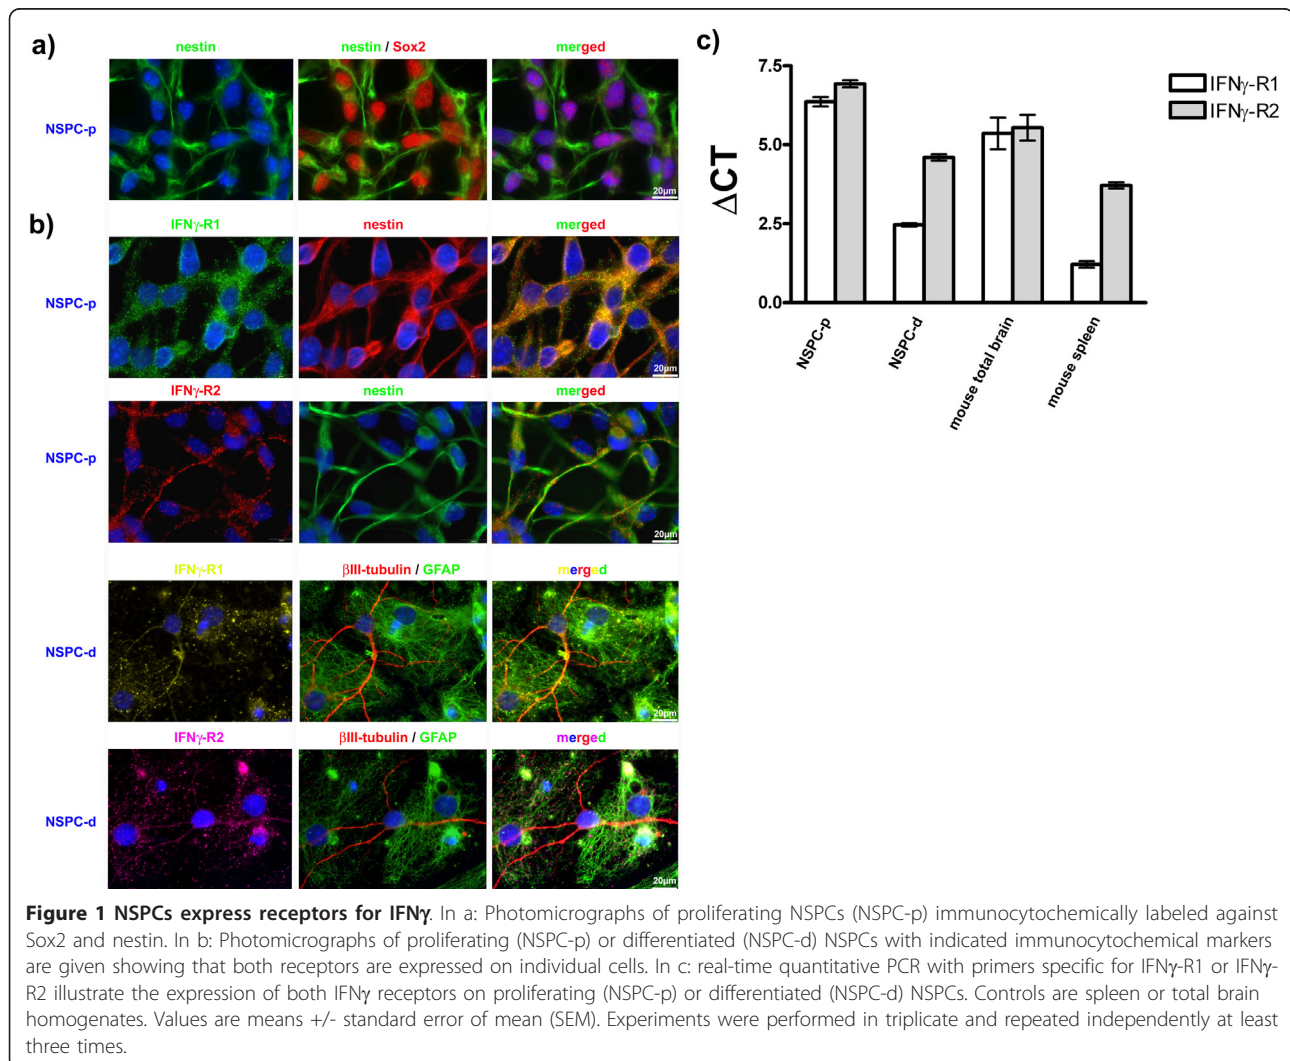 a)
nestin
nestin / Sox2
merged
NSPC-p
20µm
b)
IFNγ-R1
nestin
merged
NSPC-p
20µm
IFNγ-R2
nestin
merged
NSPC-p
20µm
IFNγ-R1
βIII-tubulin / GFAP
merged
NSPC-d
20µm
IFNγ-R2
βIII-tubulin / GFAP
merged
NSPC-d
20µm
c)
7.5
5.0
2.5
0.0
ΔCT
NSPC-p
NSPC-d
mouse total brain
mouse spleen
IFNγ-R1
IFNγ-R2
Figure 1 NSPCs express receptors for IFNγ. In a: Photomicrographs of proliferating NSPCs (NSPC-p) immunocytochemically labeled against
Sox2 and nestin. In b: Photomicrographs of proliferating (NSPC-p) or differentiated (NSPC-d) NSPCs with indicated immunocytochemical markers
are given showing that both receptors are expressed on individual cells. In c: real-time quantitative PCR with primers specific for IFNγ-R1 or IFNγ-
R2 illustrate the expression of both IFNγ receptors on proliferating (NSPC-p) or differentiated (NSPC-d) NSPCs. Controls are spleen or total brain
homogenates. Values are means +/- standard error of mean (SEM). Experiments were performed in triplicate and repeated independently at least
three times.